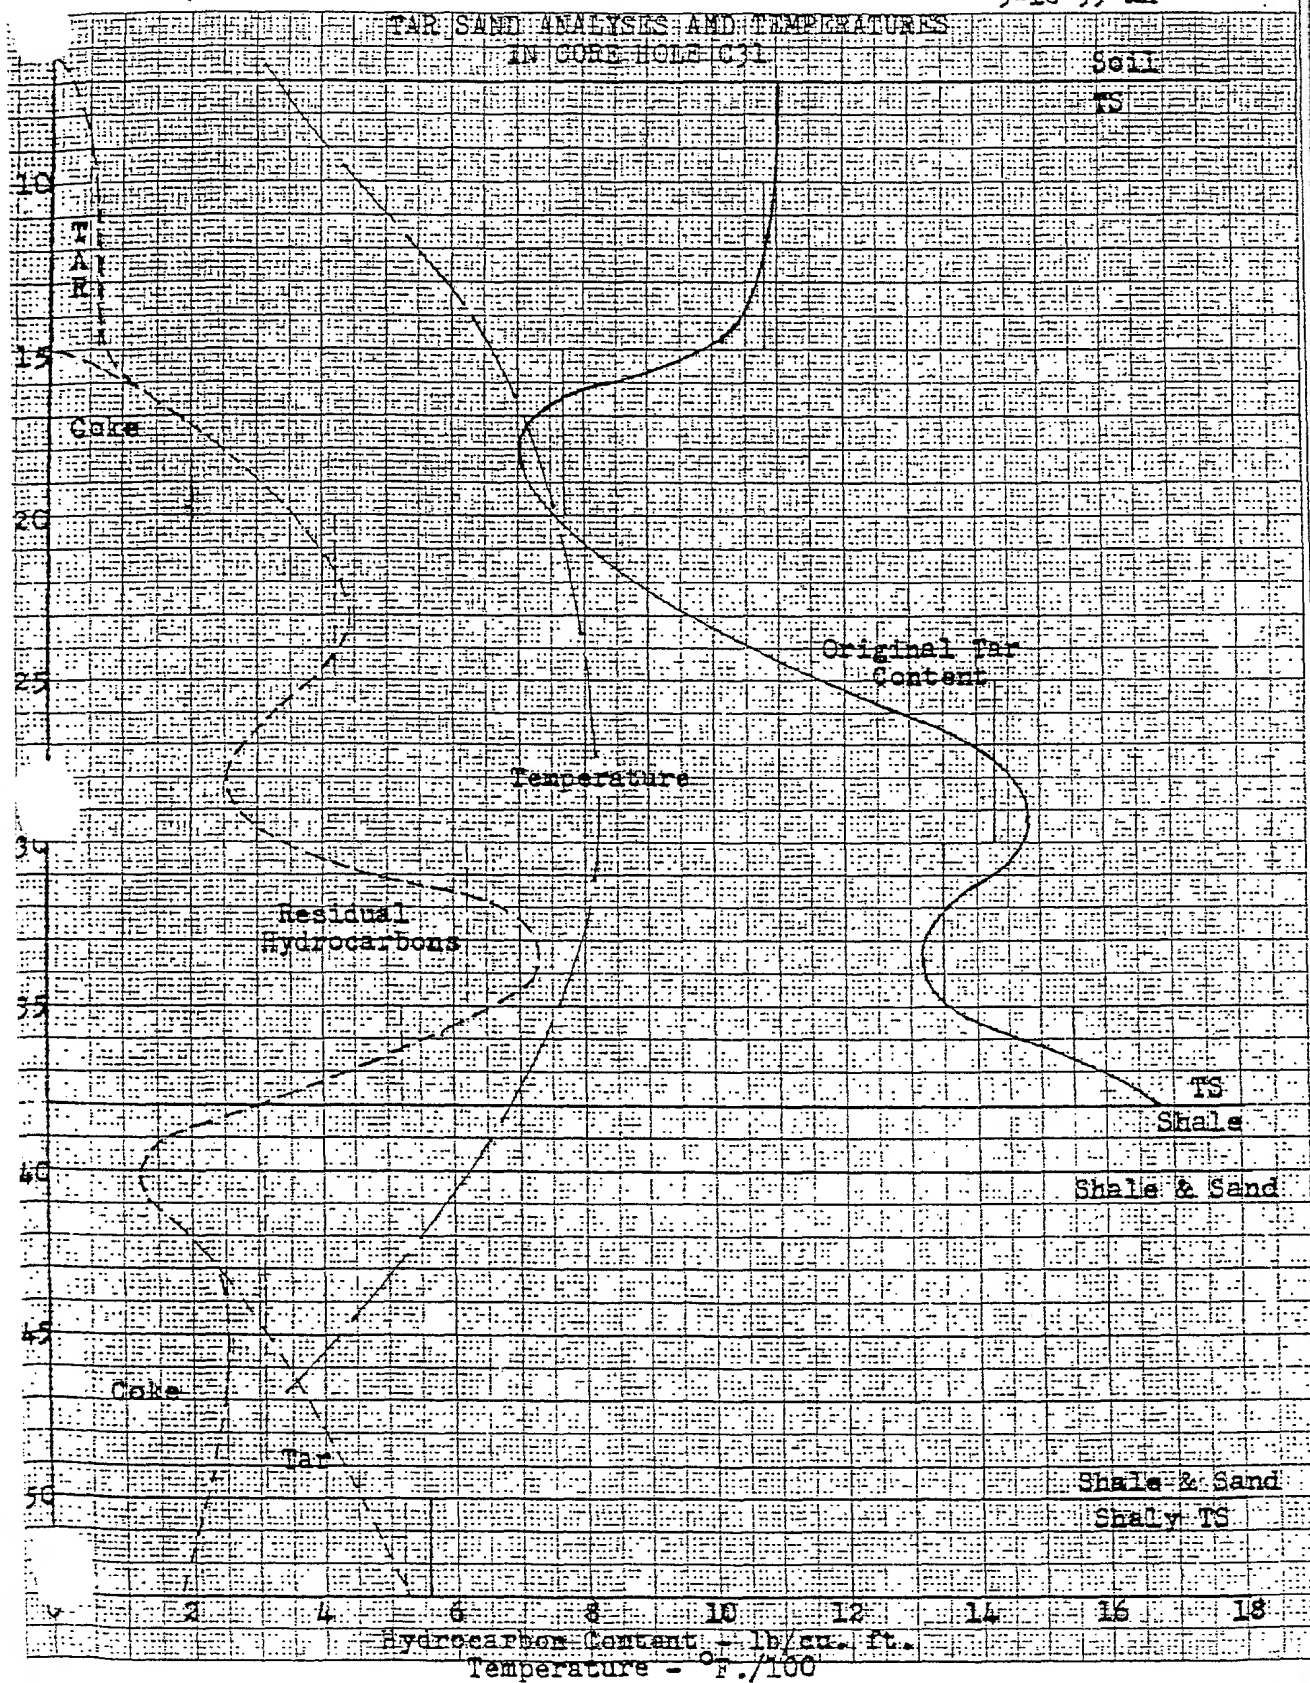 TAR SAND ANALYSES AND TEMPERATURES
IN CORE HOLE C31
Soil
TS
10
TAR
15
Coke
20
Original Tar
Content
25
Temperature
30
Residual
Hydrocarbons
35
TS
Shale
40
Shale & Sand
45
Coke
Tar
Shale & Sand
50
Shaly TS
0 2 4 6 8 10 12 14 16 18
Hydrocarbon Content - lb/cu. ft.
Temperature - °F./100